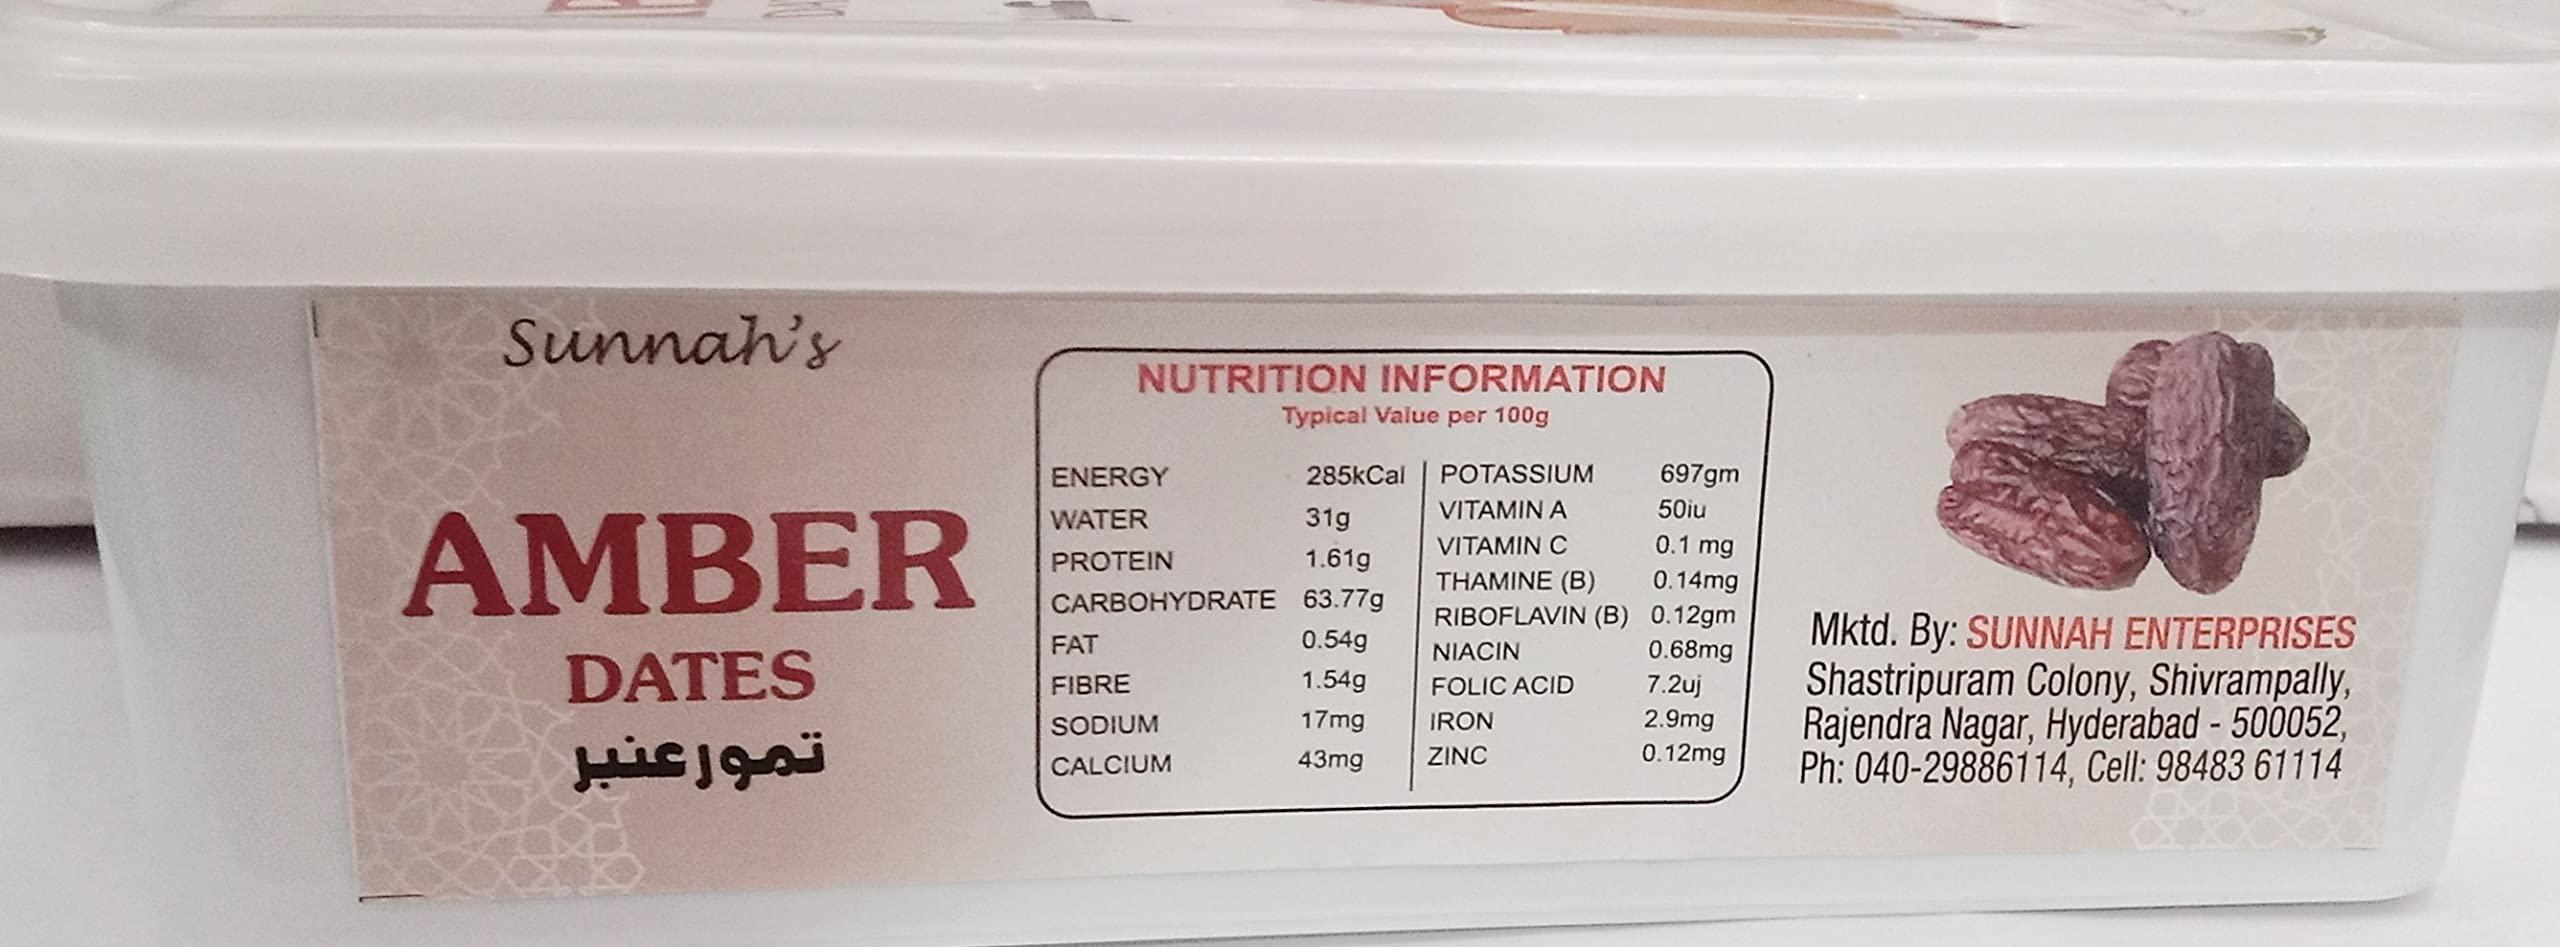 Sunnah's
AMBER
DATES
تمور عنبر
NUTRITION INFORMATION
Typical Value per 100g
ENERGY 285kCal
WATER 31g
PROTEIN 1.61g
CARBOHYDRATE 63.77g
FAT 0.54g
FIBRE 1.54g
SODIUM 17mg
CALCIUM 43mg
POTASSIUM 697gm
VITAMIN A 50iu
VITAMIN C 0.1 mg
THAMINE (B) 0.14mg
RIBOFLAVIN (B) 0.12gm
NIACIN 0.68mg
FOLIC ACID 7.2uj
IRON 2.9mg
ZINC 0.12mg
Mktd. By: SUNNAH ENTERPRISES
Shastripuram Colony, Shivrampally,
Rajendra Nagar, Hyderabad - 500052,
Ph: 040-29886114, Cell: 98483 61114